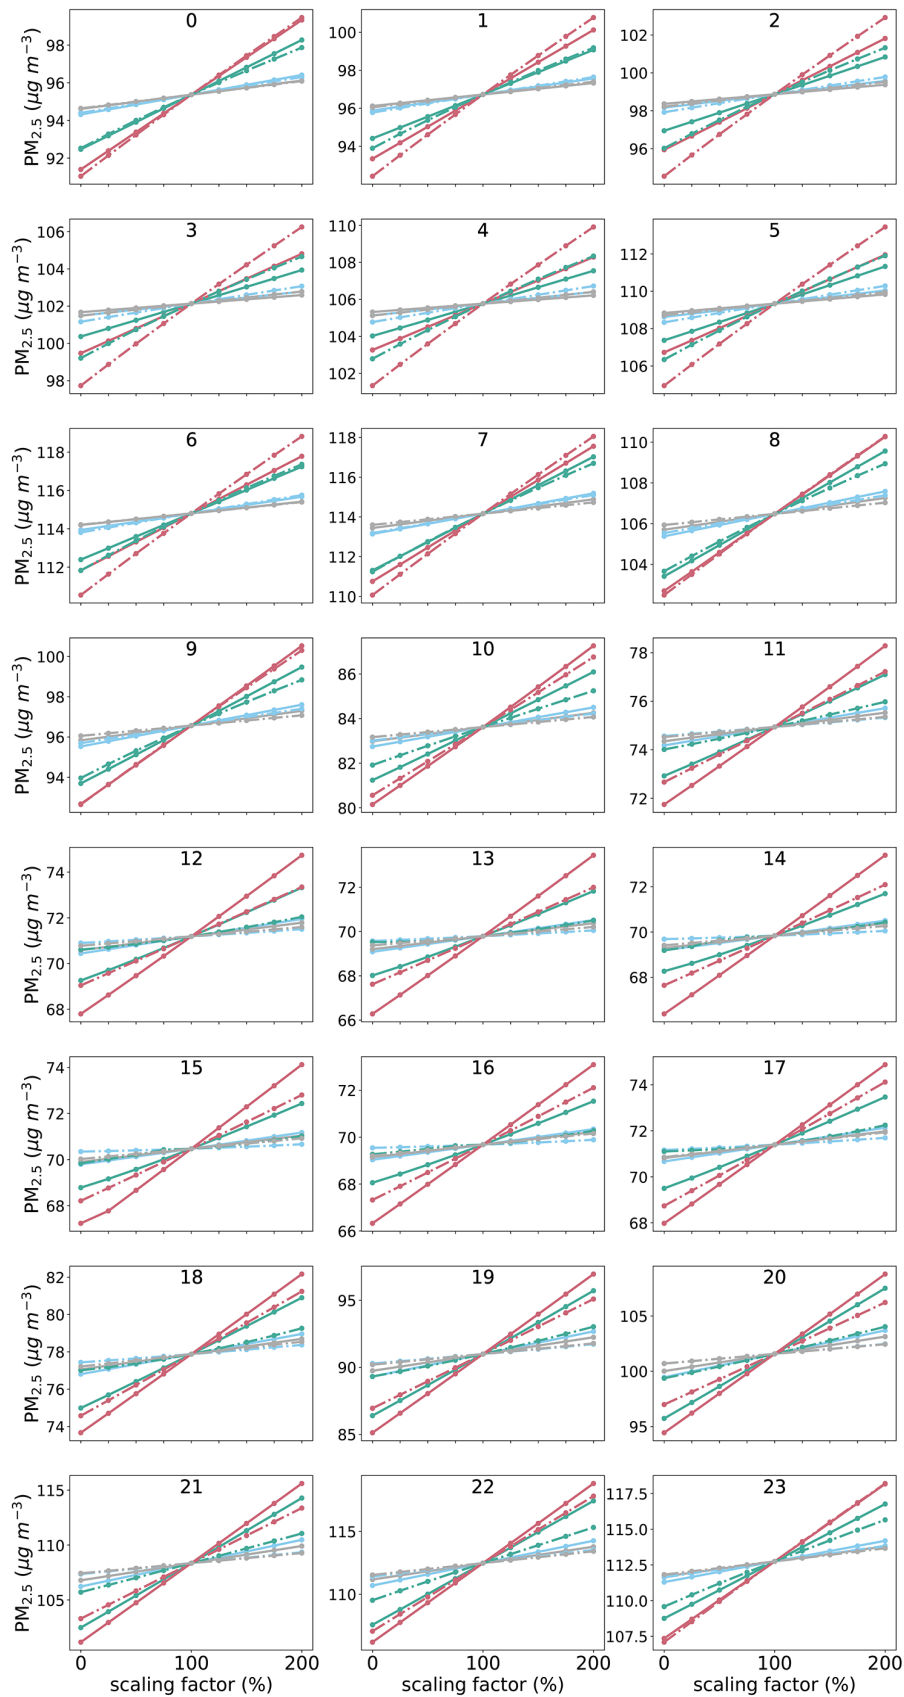 0 1 2
98 100 102
96 98 100
94 96 98
92 94 96
PM2.5 (μg m−3)
3 4 5
106 110 112
104 108 110
102 106 108
100 104 106
98 102
PM2.5 (μg m−3)
6 7 8
118 118 110
116 116 108
114 114 106
112 112 104
110
PM2.5 (μg m−3)
9 10 11
100 86 78
98 84 76
96 82 74
94 80 72
PM2.5 (μg m−3)
12 13 14
74 72 72
72 70 70
70 68 68
68 66
PM2.5 (μg m−3)
15 16 17
74 72 74
72 70 72
70 68 70
68 66 68
PM2.5 (μg m−3)
18 19 20
82 95 105
80 90 100
78 85 95
76
74
PM2.5 (μg m−3)
21 22 23
115 115 117.5
110 110 115.0
105 112.5
110.0
107.5
PM2.5 (μg m−3)
0 100 200 0 100 200 0 100 200
scaling factor (%) scaling factor (%) scaling factor (%)